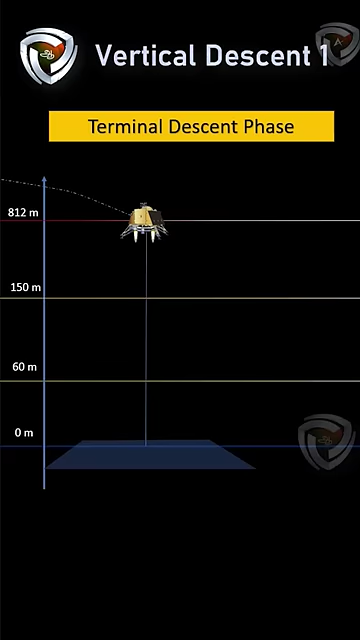 Vertical Descent 1
Terminal Descent Phase
812 m
150 m
60 m
0 m